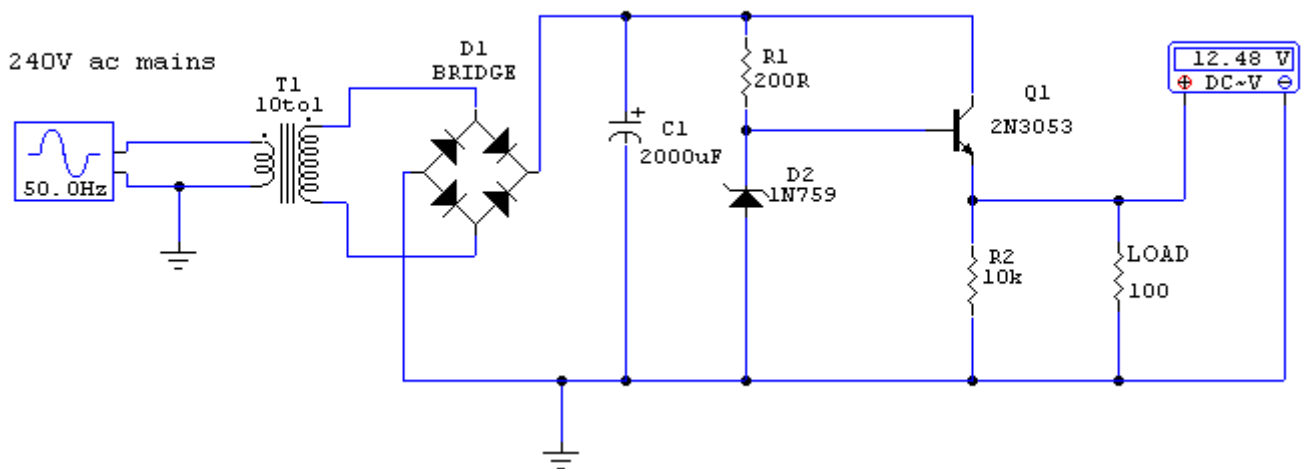 240V ac mains
50.0Hz
T1
10to1
D1
BRIDGE
+
C1
2000uF
R1
200R
D2
1N759
Q1
2N3053
R2
10k
LOAD
100
12.48 V
DC~V